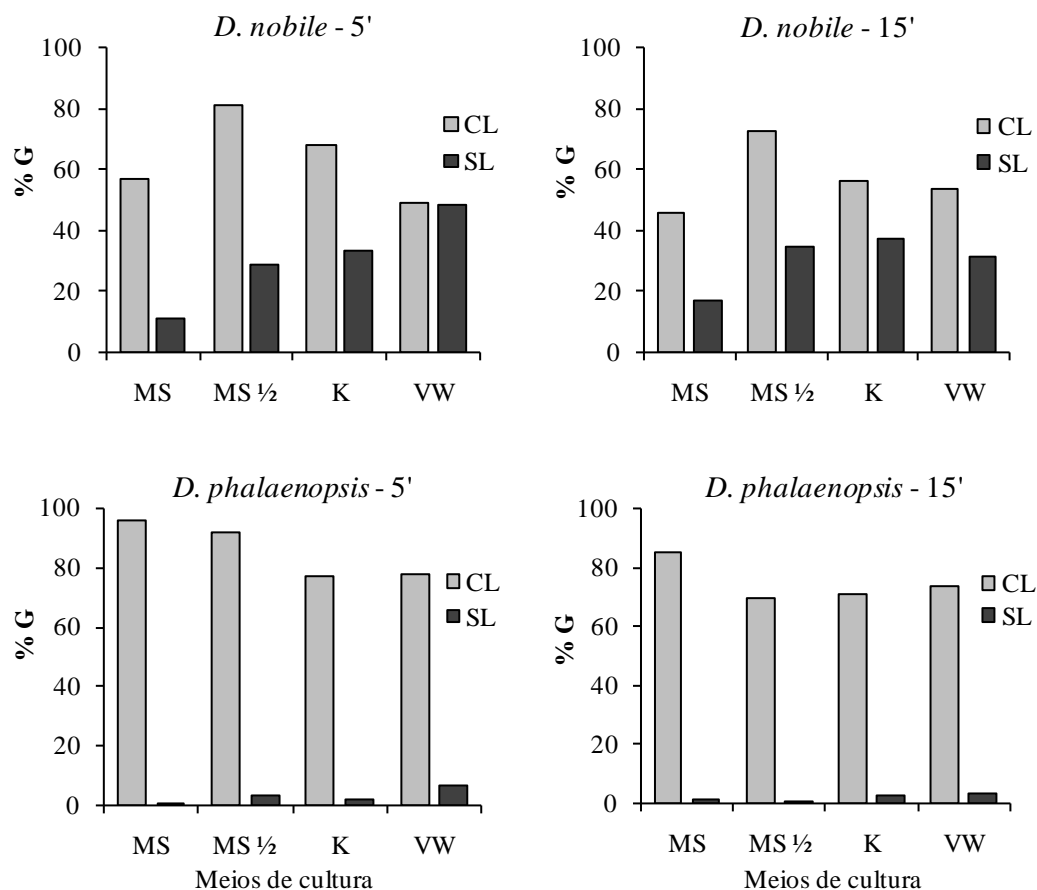 D. nobile - 5'
100
80
60
40
20
0
% G
CL
SL
MS MS ½ K VW
D. nobile - 15'
100
80
60
40
20
0
% G
CL
SL
MS MS ½ K VW
D. phalaenopsis - 5'
100
80
60
40
20
0
% G
CL
SL
MS MS ½ K VW
Meios de cultura
D. phalaenopsis - 15'
100
80
60
40
20
0
% G
CL
SL
MS MS ½ K VW
Meios de cultura